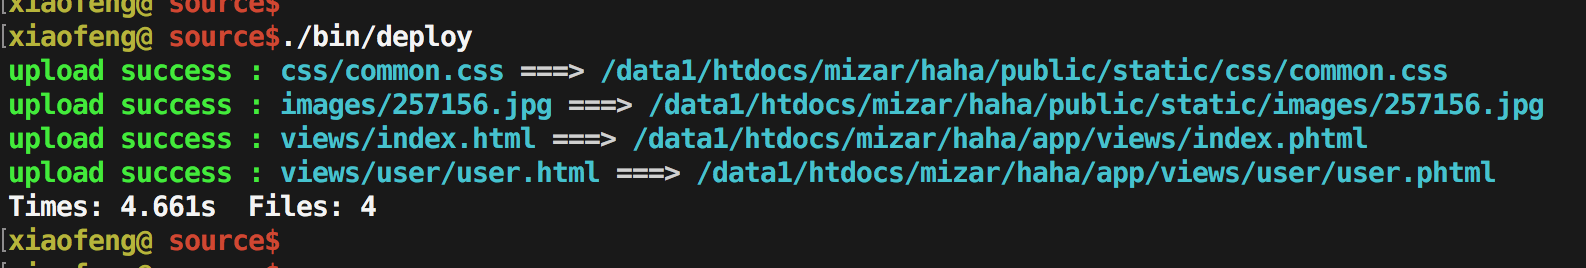 xiaofeng@ source$
[xiaofeng@ source$./bin/deploy
upload success : css/common.css ===> /data1/htdocs/mizar/haha/public/static/css/common.css
upload success : images/257156.jpg ===> /data1/htdocs/mizar/haha/public/static/images/257156.jpg
upload success : views/index.html ===> /data1/htdocs/mizar/haha/app/views/index.phtml
upload success : views/user/user.html ===> /data1/htdocs/mizar/haha/app/views/user/user.phtml
Times: 4.661s  Files: 4
[xiaofeng@ source$